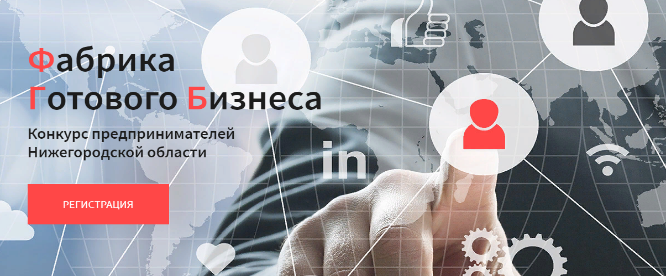 Фабрика
Готового Бизнеса
Конкурс предпринимателей
Нижегородской области
РЕГИСТРАЦИЯ
in